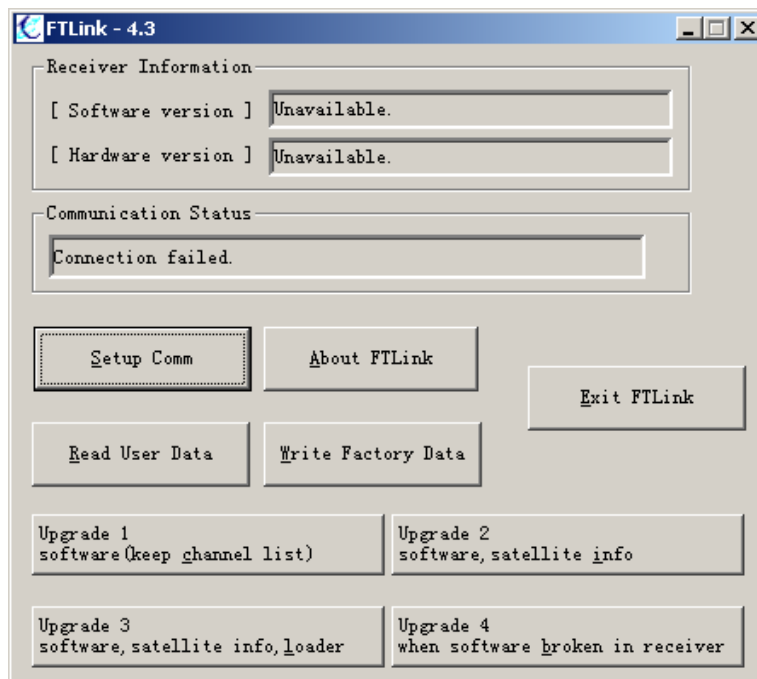 FTLink - 4.3
Receiver Information
[ Software version ] Unavailable.
[ Hardware version ] Unavailable.
Communication Status
Connection failed.
Setup Comm
About FTLink
Exit FTLink
Read User Data
Write Factory Data
Upgrade 1
software(keep channel list)
Upgrade 2
software, satellite info
Upgrade 3
software, satellite info, loader
Upgrade 4
when software broken in receiver